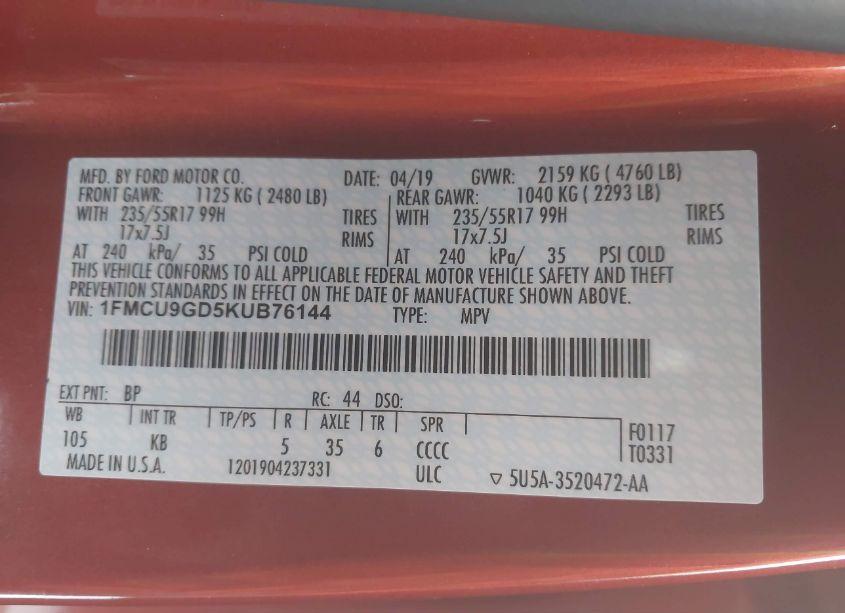 MFD. BY FORD MOTOR CO. DATE: 04/19 GVWR: 2159 KG ( 4760 LB)
FRONT GAWR: 1125 KG ( 2480 LB) REAR GAWR: 1040 KG ( 2293 LB)
WITH 235/55R17 99H TIRES WITH 235/55R17 99H TIRES
17x7.5J RIMS 17x7.5J RIMS
AT 240 kPa/ 35 PSI COLD AT 240 kPa/ 35 PSI COLD
THIS VEHICLE CONFORMS TO ALL APPLICABLE FEDERAL MOTOR VEHICLE SAFETY AND THEFT
PREVENTION STANDARDS IN EFFECT ON THE DATE OF MANUFACTURE SHOWN ABOVE.
VIN: 1FMCU9GD5KUB76144 TYPE: MPV
EXT PNT: BP RC: 44 DSO:
WB INT TR TP/PS R AXLE TR SPR F0117
105 KB 5 35 6 CCCC T0331
MADE IN U.S.A. 1201904237331 ULC ▽ 5U5A-3520472-AA